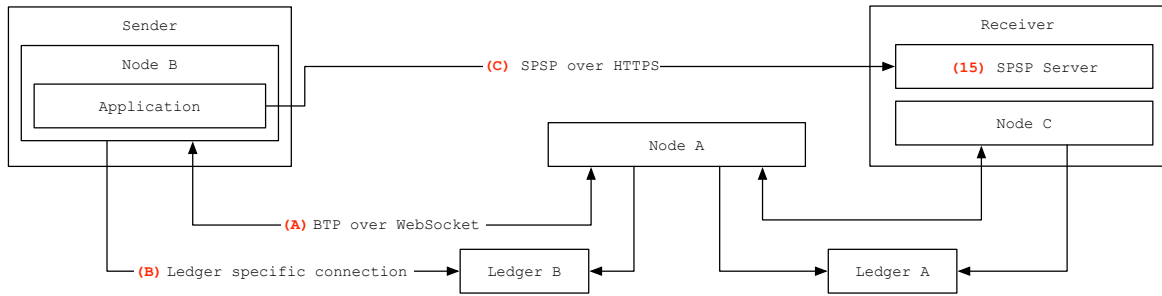 Sender
Receiver
Node B
(C) SPSP over HTTPS
(15) SPSP Server
Application
Node C
Node A
(A) BTP over WebSocket
(B) Ledger specific connection
Ledger B
Ledger A